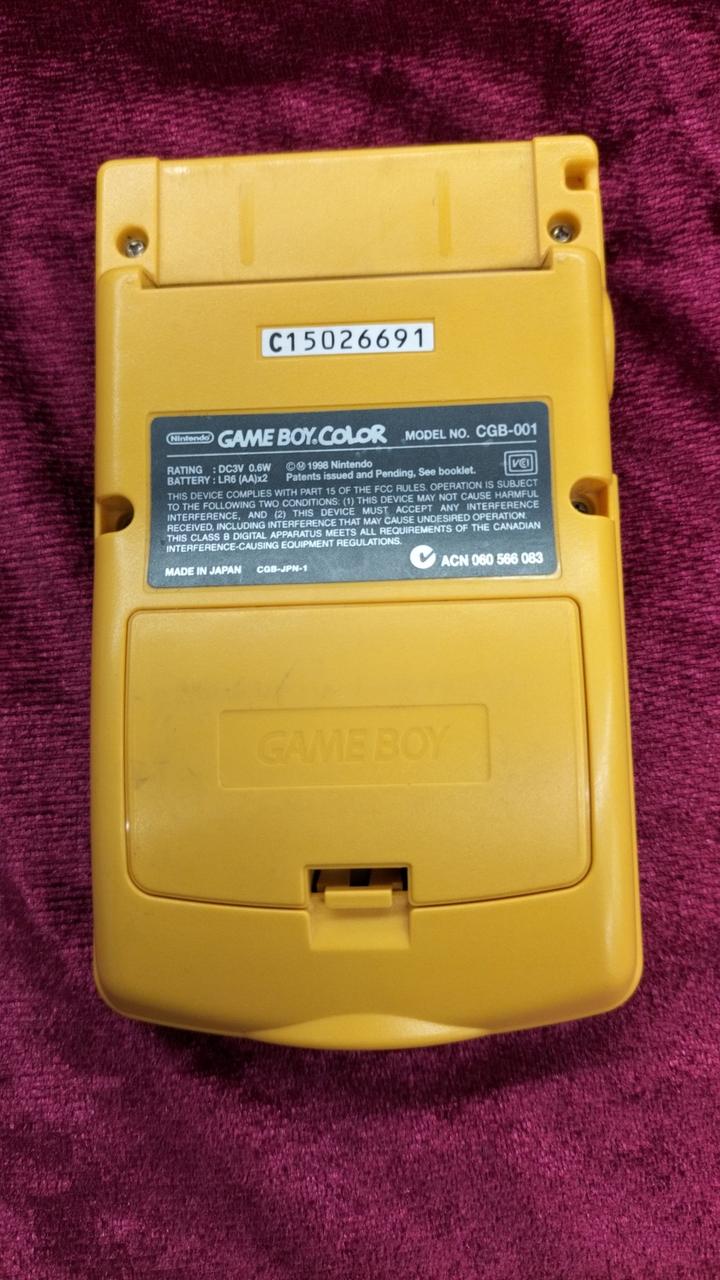 C15026691
Nintendo GAME BOY COLOR MODEL NO. CGB-001
RATING : DC3V 0.6W ©Ⓜ 1998 Nintendo
BATTERY : LR6 (AA)x2 Patents issued and Pending, See booklet.
VCI
THIS DEVICE COMPLIES WITH PART 15 OF THE FCC RULES. OPERATION IS SUBJECT
TO THE FOLLOWING TWO CONDITIONS: (1) THIS DEVICE MAY NOT CAUSE HARMFUL
INTERFERENCE, AND (2) THIS DEVICE MUST ACCEPT ANY INTERFERENCE
RECEIVED, INCLUDING INTERFERENCE THAT MAY CAUSE UNDESIRED OPERATION.
THIS CLASS B DIGITAL APPARATUS MEETS ALL REQUIREMENTS OF THE CANADIAN
INTERFERENCE-CAUSING EQUIPMENT REGULATIONS.
MADE IN JAPAN CGB-JPN-1 ACN 060 566 083
GAME BOY